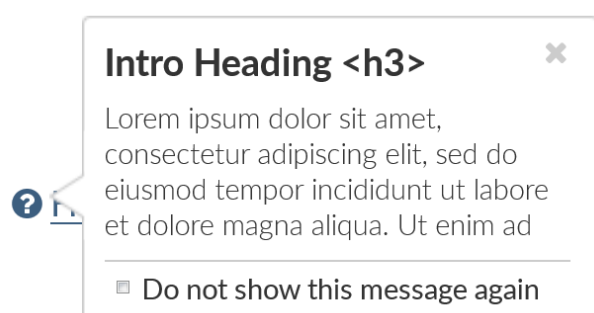 Intro Heading <h3>
Lorem ipsum dolor sit amet,
consectetur adipiscing elit, sed do
eiusmod tempor incididunt ut labore
et dolore magna aliqua. Ut enim ad
Do not show this message again